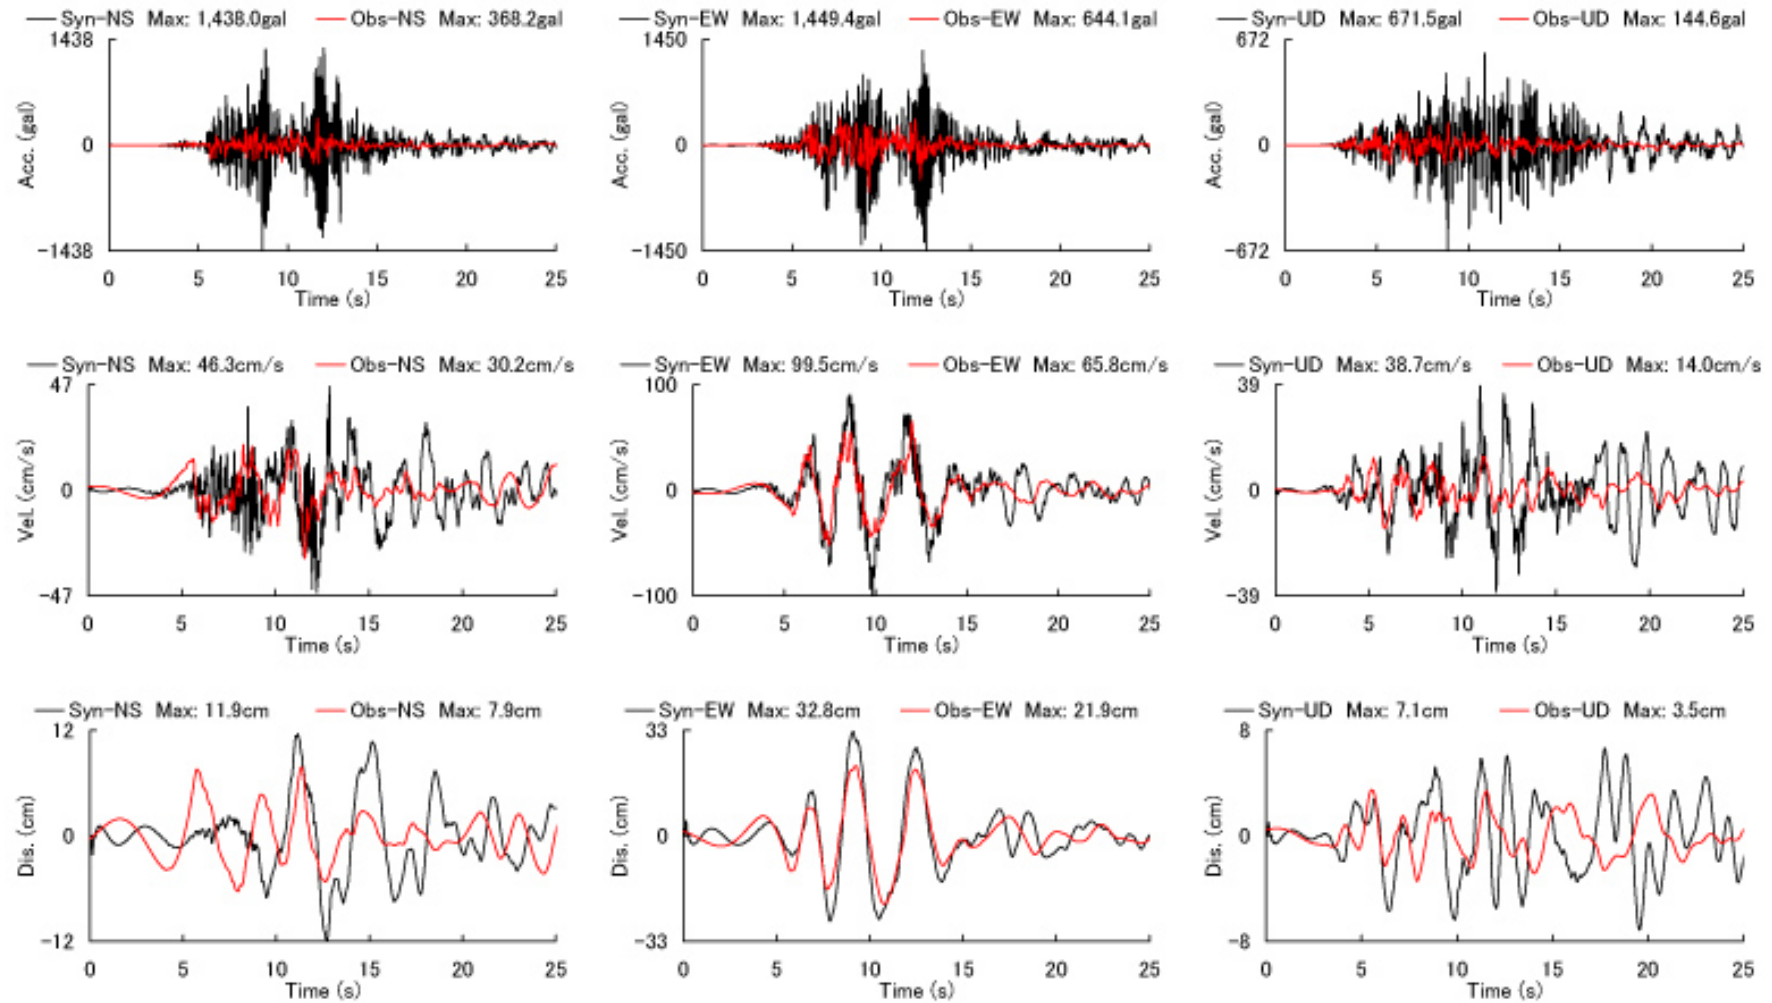 Syn-NS Max: 1,438.0gal Obs-NS Max: 368.2gal
1438
0
-1438
Acc. (gal)
0 5 10 15 20 25
Time (s)
Syn-EW Max: 1,449.4gal Obs-EW Max: 644.1gal
1450
0
-1450
Acc. (gal)
0 5 10 15 20 25
Time (s)
Syn-UD Max: 671.5gal Obs-UD Max: 144.6gal
672
0
-672
Acc. (gal)
0 5 10 15 20 25
Time (s)
Syn-NS Max: 46.3cm/s Obs-NS Max: 30.2cm/s
47
0
-47
Vel. (cm/s)
0 5 10 15 20 25
Time (s)
Syn-EW Max: 99.5cm/s Obs-EW Max: 65.8cm/s
100
0
-100
Vel. (cm/s)
0 5 10 15 20 25
Time (s)
Syn-UD Max: 38.7cm/s Obs-UD Max: 14.0cm/s
39
0
-39
Vel. (cm/s)
0 5 10 15 20 25
Time (s)
Syn-NS Max: 11.9cm Obs-NS Max: 7.9cm
12
0
-12
Dis. (cm)
0 5 10 15 20 25
Time (s)
Syn-EW Max: 32.8cm Obs-EW Max: 21.9cm
33
0
-33
Dis. (cm)
0 5 10 15 20 25
Time (s)
Syn-UD Max: 7.1cm Obs-UD Max: 3.5cm
8
0
-8
Dis. (cm)
0 5 10 15 20 25
Time (s)